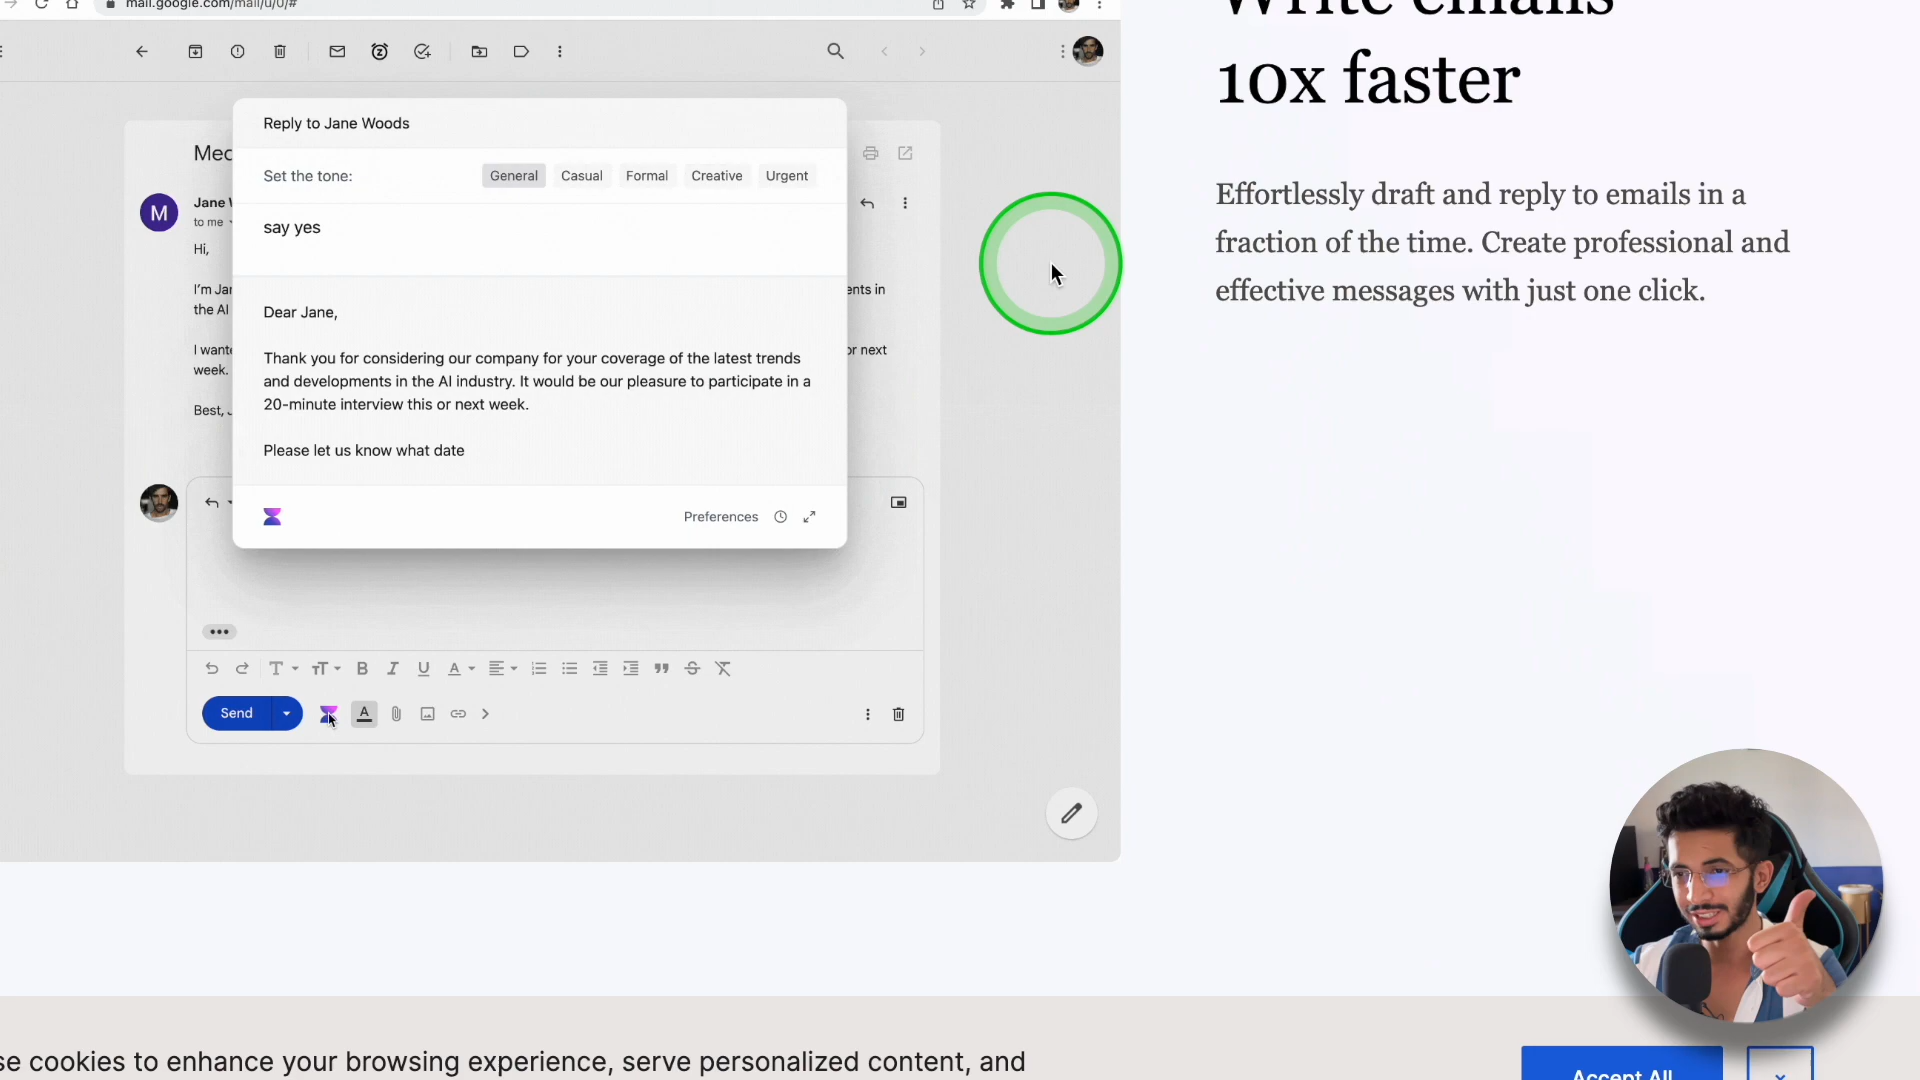 mail.google.com/mail/u/0/#
Write emails
10x faster
Effortlessly draft and reply to emails in a
fraction of the time. Create professional and
effective messages with just one click.
Reply to Jane Woods
Set the tone:
General
Casual
Formal
Creative
Urgent
say yes
Dear Jane,
Thank you for considering our company for your coverage of the latest trends
and developments in the AI industry. It would be our pleasure to participate in a
20-minute interview this or next week.
Please let us know what date
Preferences
M
Jane
to me
Hi,
I'm
the AI
in
next
week.
Best,
Send
cookies to enhance your browsing experience, serve personalized content, and
Accept All